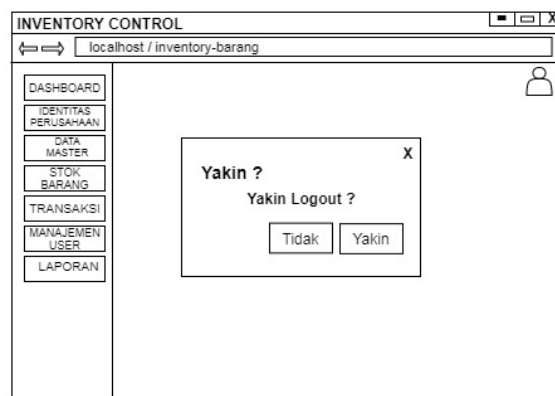 INVENTORY CONTROL
X
localhost / inventory-barang
DASHBOARD
IDENTITAS
PERUSAHAAN
DATA
MASTER
STOK
BARANG
TRANSAKSI
MANAJEMEN
USER
LAPORAN
X
Yakin ?
Yakin Logout ?
Tidak
Yakin